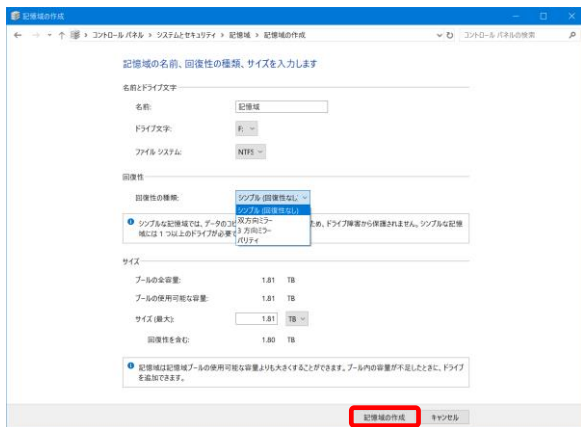 記憶域の作成
コントロール パネル › システムとセキュリティ › 記憶域 › 記憶域の作成
コントロール パネルの検索
記憶域の名前、回復性の種類、サイズを入力します
名前とドライブ文字
名前: 記憶域
ドライブ文字: F:
ファイル システム: NTFS
回復性
回復性の種類: シンプル (回復性なし)
シンプル (回復性なし)
双方向ミラー
3 方向ミラー
パリティ
シンプルな記憶域では、データのコピ ため、ドライブ障害から保護されません。シンプルな記憶
域には 1 つ以上のドライブが必要で
サイズ
プールの全容量: 1.81 TB
プールの使用可能な容量: 1.81 TB
サイズ (最大): 1.81 TB
回復性を含む: 1.80 TB
記憶域は記憶域プールの使用可能な容量よりも大きくすることができます。プール内の容量が不足したときに、ドライブ
を追加できます。
記憶域の作成 キャンセル